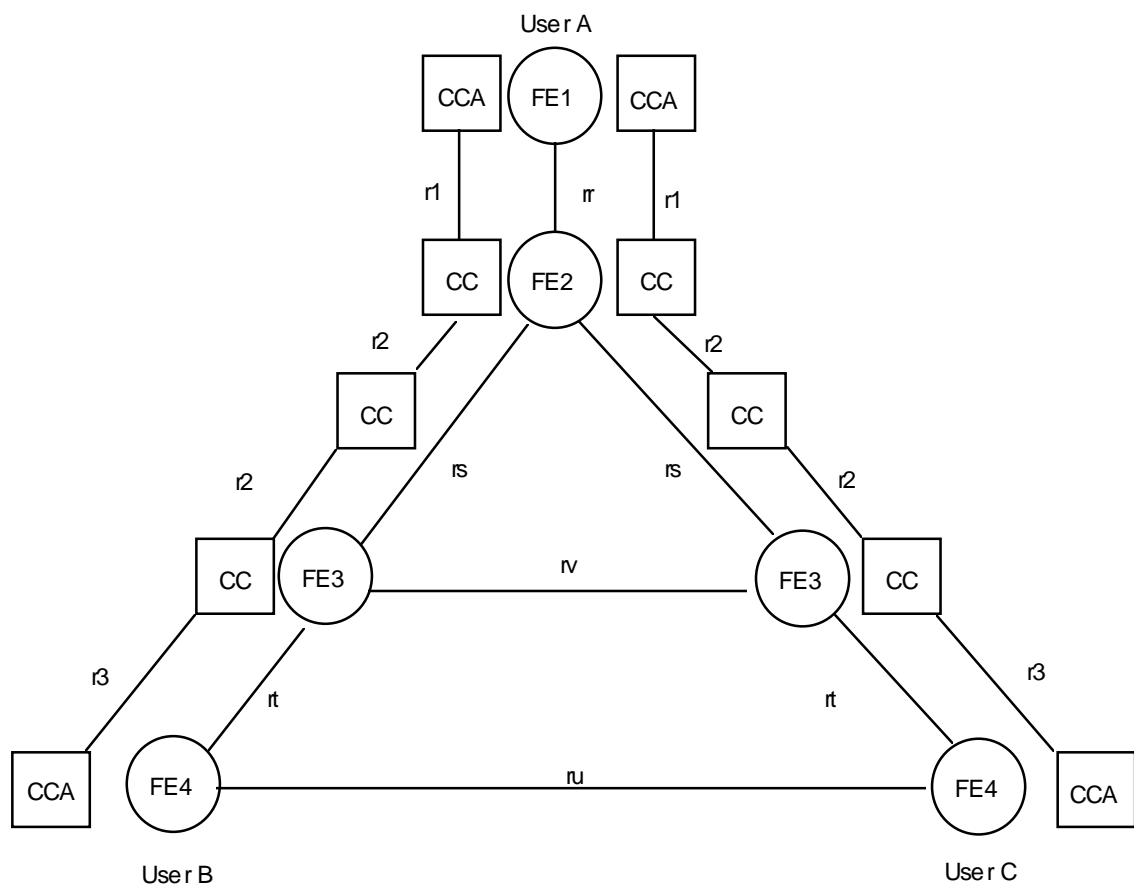 User A
CCA FE1 CCA
r1 rr r1
CC FE2 CC
r2 r2
CC CC
rs rs
r2 r2
CC FE3 rv FE3 CC
r3 rt rt r3
CCA FE4 ru FE4 CCA
User B User C